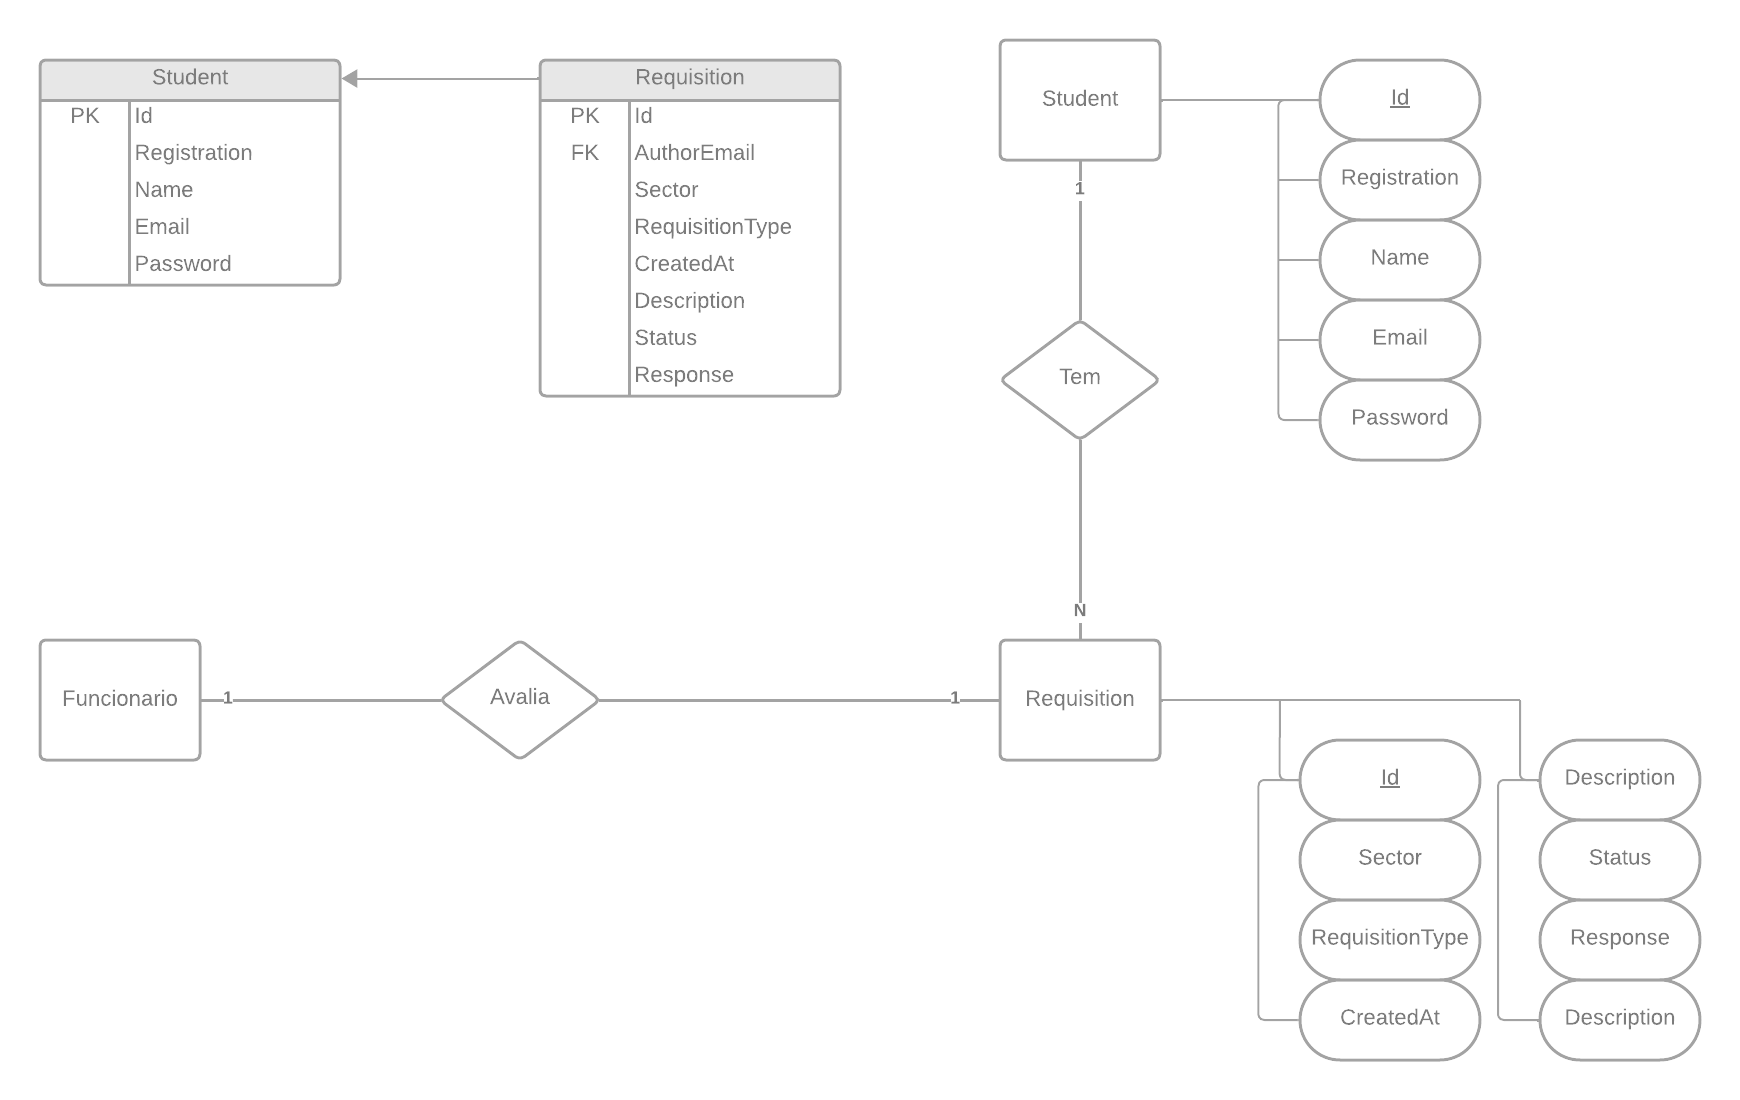 Student
PK Id
Registration
Name
Email
Password
Requisition
PK Id
FK AuthorEmail
Sector
RequisitionType
CreatedAt
Description
Status
Response
Student
Id
Registration
Name
Email
Password
1
Tem
N
Funcionario
1
Avalia
1
Requisition
Id
Sector
RequisitionType
CreatedAt
Description
Status
Response
Description